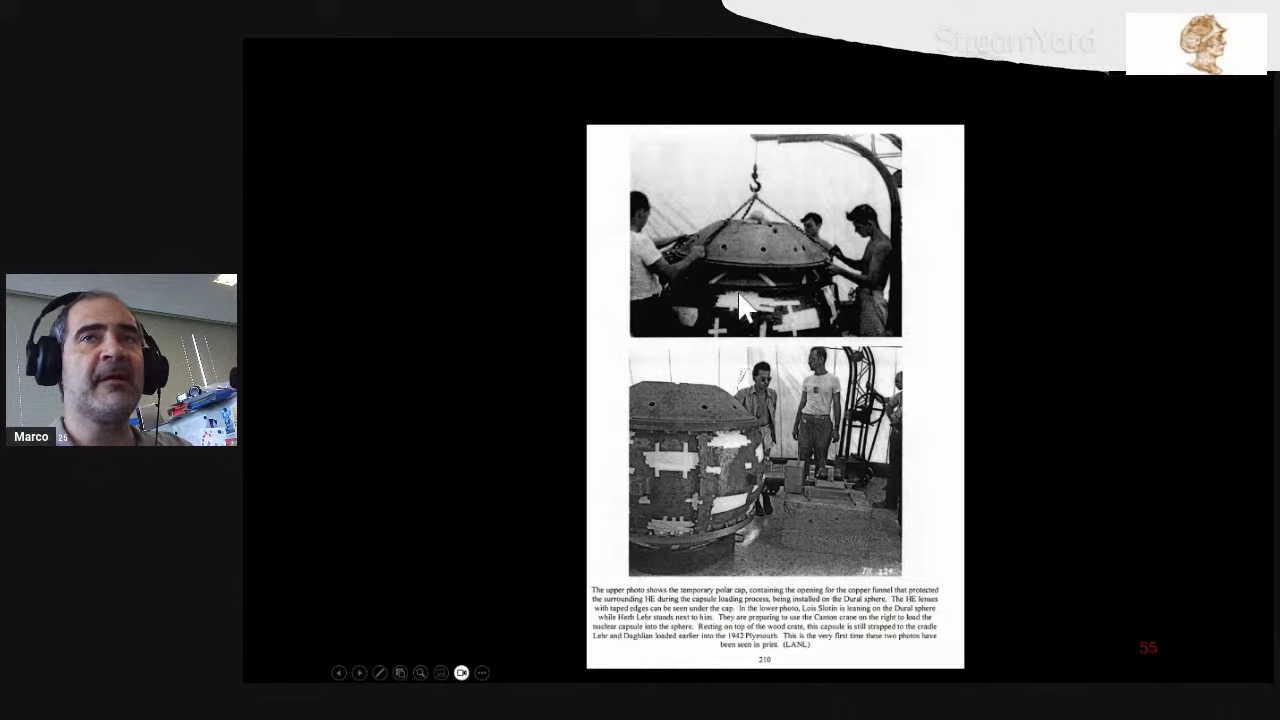 StreamYard
TR 229
The upper photo shows the temporary polar cap, containing the opening for the copper funnel that protected
the surrounding HE during the capsule loading process, being installed on the Dural sphere. The HE lenses
with taped edges can be seen under the cap. In the lower photo, Lois Slotin is leaning on the Dural sphere
while Herb Lehr stands next to him. They are preparing to use the Canton crane on the right to load the
nuclear capsule into the sphere. Resting on top of the wood crate, this capsule is still strapped to the cradle
Lehr and Daghlian loaded earlier into the 1942 Plymouth. This is the very first time these two photos have
been seen in print. (LANL)
210
55
Marco